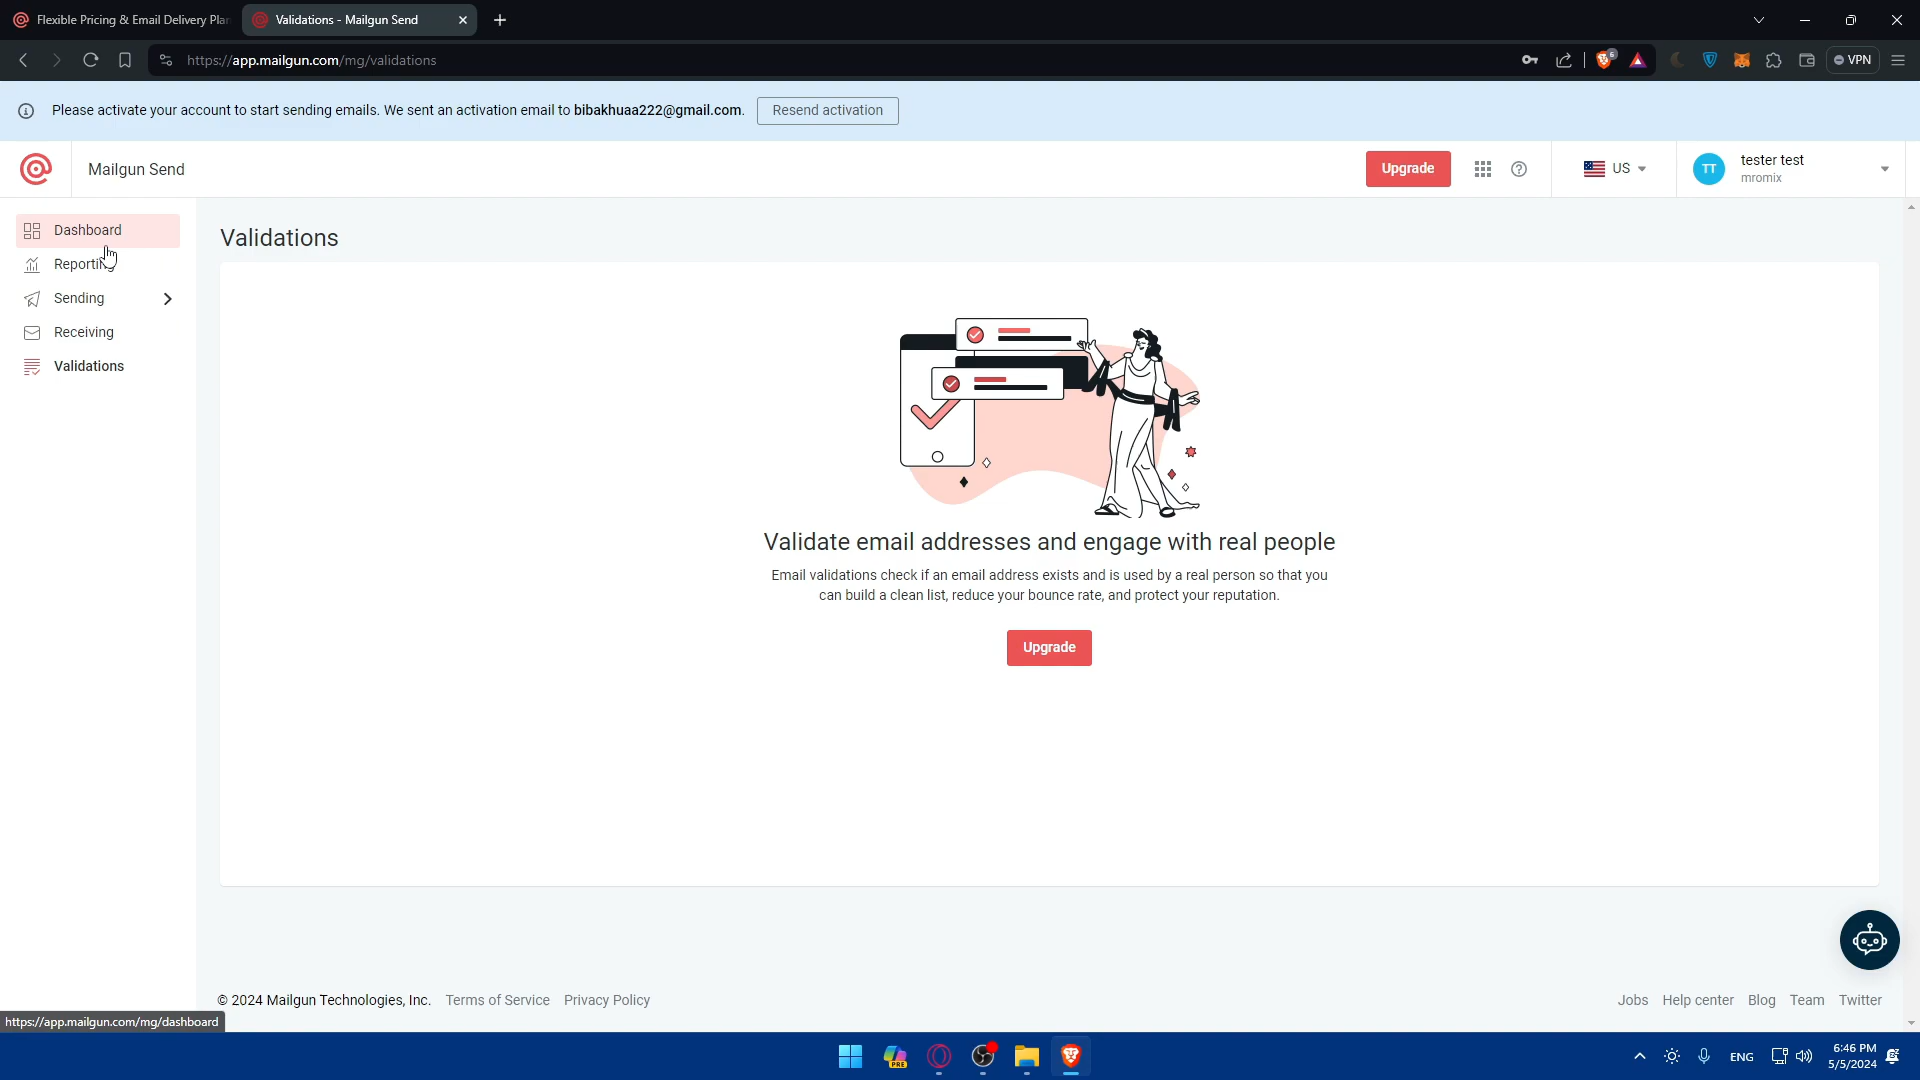 Flexible Pricing & Email Delivery Plan
Validations - Mailgun Send
https://app.mailgun.com/mg/validations
6
VPN
Please activate your account to start sending emails. We sent an activation email to bibakhuaa222@gmail.com.
Resend activation
Mailgun Send
Upgrade
US
TT
tester test
mromix
Dashboard
Reporting
Sending
Receiving
Validations
Validations
Validate email addresses and engage with real people
Email validations check if an email address exists and is used by a real person so that you
can build a clean list, reduce your bounce rate, and protect your reputation.
Upgrade
© 2024 Mailgun Technologies, Inc. Terms of Service Privacy Policy
Jobs Help center Blog Team Twitter
https://app.mailgun.com/mg/dashboard
PRE
ENG
6:46 PM
5/5/2024